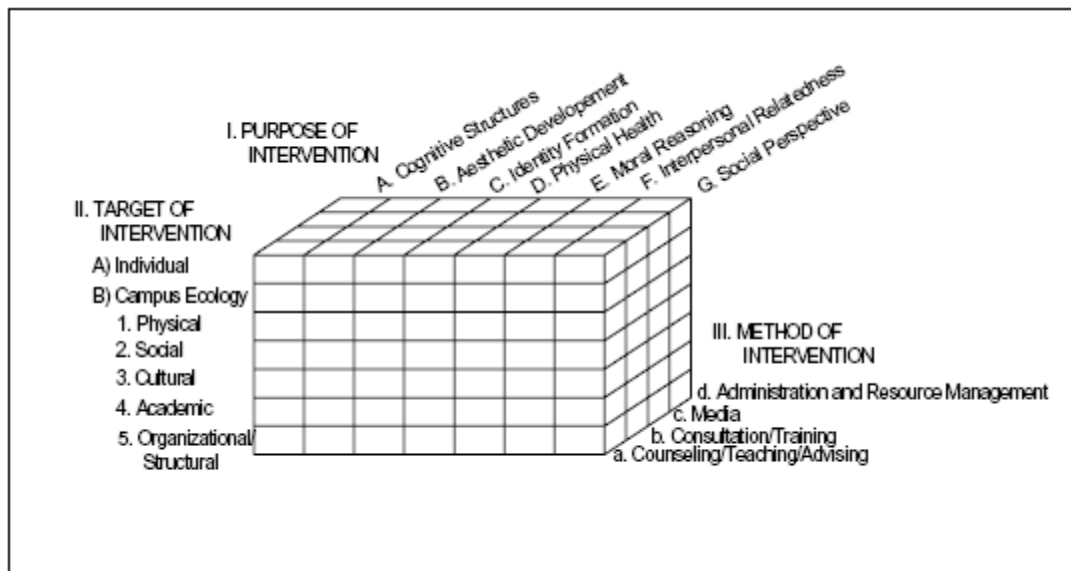 I. PURPOSE OF
INTERVENTION
A. Cognitive Structures
B. Aesthetic Developement
C. Identity Formation
D. Physical Health
E. Moral Reasoning
F. Interpersonal Relatedness
G. Social Perspective
II. TARGET OF
INTERVENTION
A) Individual
B) Campus Ecology
1. Physical
2. Social
3. Cultural
4. Academic
5. Organizational/
Structural
III. METHOD OF
INTERVENTION
d. Administration and Resource Management
c. Media
b. Consultation/Training
a. Counseling/Teaching/Advising